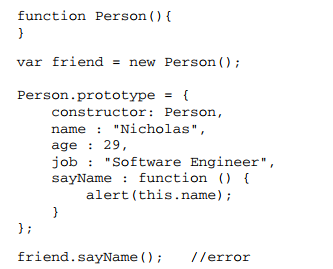 function Person(){
}
var friend = new Person();
Person.prototype = {
    constructor: Person,
    name : "Nicholas",
    age : 29,
    job : "Software Engineer",
    sayName : function () {
        alert(this.name);
    }
};
friend.sayName();   //error